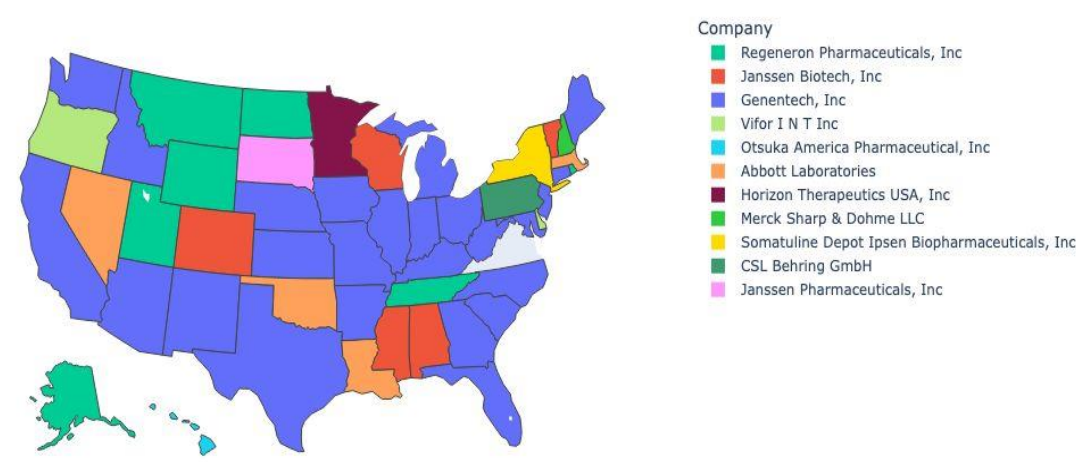 Company
Regeneron Pharmaceuticals, Inc
Janssen Biotech, Inc
Genentech, Inc
Vifor I N T Inc
Otsuka America Pharmaceutical, Inc
Abbott Laboratories
Horizon Therapeutics USA, Inc
Merck Sharp & Dohme LLC
Somatuline Depot Ipsen Biopharmaceuticals, Inc
CSL Behring GmbH
Janssen Pharmaceuticals, Inc